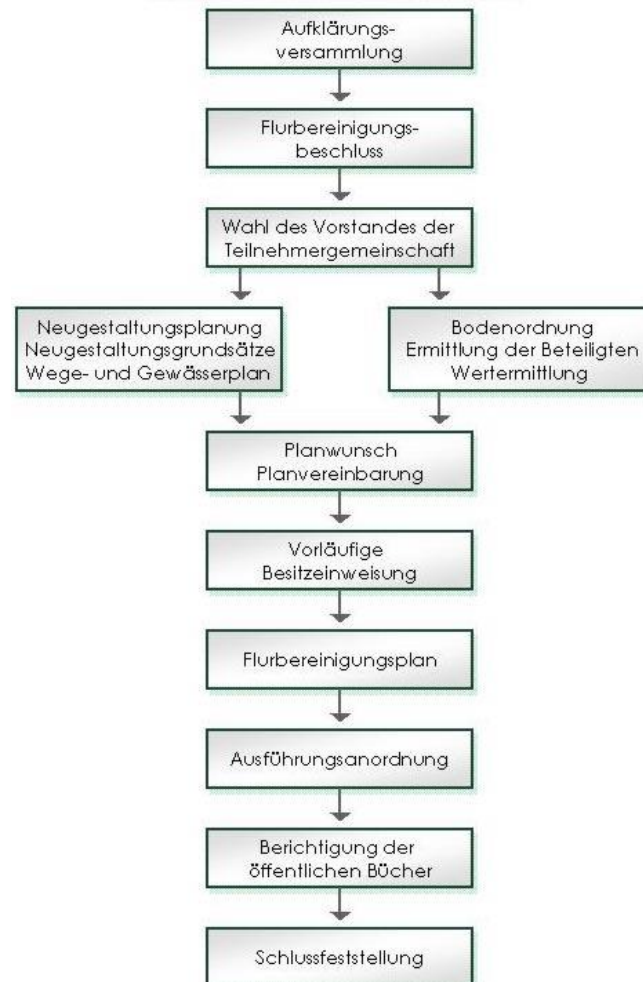 Aufklärungs-
versammlung
Flurbereinigungs-
beschluss
Wahl des Vorstandes der
Teilnehmergemeinschaft
Neugestaltungsplanung
Neugestaltungsgrundsätze
Wege- und Gewässerplan
Bodenordnung
Ermittlung der Beteiligten
Wertermittlung
Planwunsch
Planvereinbarung
Vorläufige
Besitzeinweisung
Flurbereinigungsplan
Ausführungsanordnung
Berichtigung der
öffentlichen Bücher
Schlussfeststellung